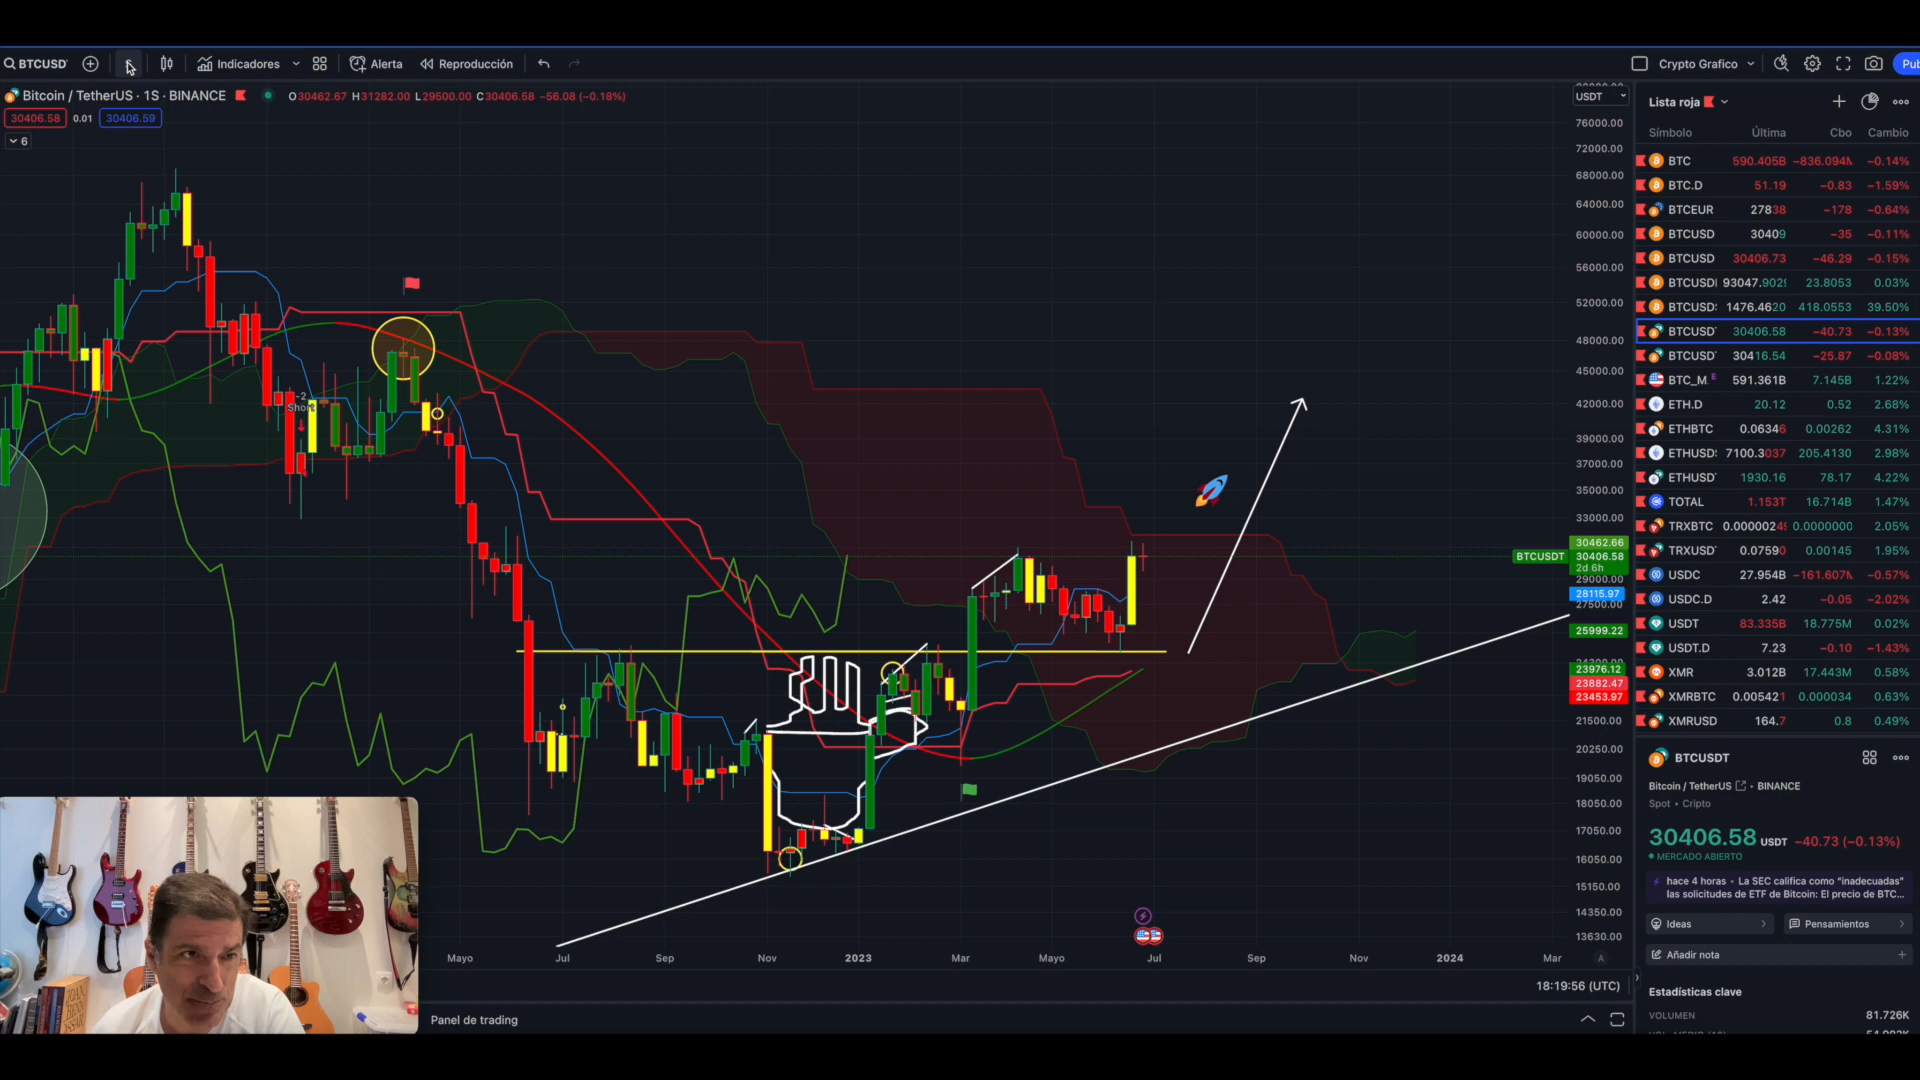 BTCUSD Indicadores Alerta Reproducción Crypto Grafico Pub
Bitcoin / TetherUS · 1S · BINANCE O30462.67 H31282.00 L29500.00 C30406.58 −56.08 (−0.18%)
30406.58 0.01 30406.59
6
-2
Short
USDT
76000.00
72000.00
68000.00
64000.00
60000.00
56000.00
52000.00
48000.00
45000.00
42000.00
39000.00
37000.00
35000.00
33000.00
30462.66
BTCUSDT 30406.58
2d 6h
29000.00
28115.97
27500.00
25999.22
23976.12
23882.47
23453.97
21500.00
20250.00
19050.00
18050.00
17050.00
16050.00
15150.00
14350.00
13630.00
Mayo Jul Sep Nov 2023 Mar Mayo Jul Sep Nov 2024 Mar A
18:19:56 (UTC)
Panel de trading
Lista roja
Símbolo Última Cbo Cambio
BTC 590.405B −836.094M −0.14%
BTC.D 51.19 −0.83 −1.59%
BTCEUR 27838 −178 −0.64%
BTCUSD 30409 −35 −0.11%
BTCUSD 30406.73 −46.29 −0.15%
93047.902 23.8053 0.03%
1476.4620 418.0553 39.50%
BTCUSD 30406.58 −40.73 −0.13%
BTCUSD 30416.54 −25.87 −0.08%
BTC_M E 591.361B 7.145B 1.22%
ETH.D 20.12 0.52 2.68%
ETHBTC 0.06346 0.00262 4.31%
ETHUSD 7100.3037 205.4130 2.98%
ETHUSD 1930.16 78.17 4.22%
TOTAL 1.153T 16.714B 1.47%
TRXBTC 0.0000024 0.0000000 2.05%
TRXUSD 0.07590 0.00145 1.95%
USDC 27.954B −161.607M −0.57%
USDC.D 2.42 −0.05 −2.02%
USDT 83.335B 18.775M 0.02%
USDT.D 7.23 −0.10 −1.43%
XMR 3.012B 17.443M 0.58%
XMRBTC 0.005421 0.000034 0.63%
XMRUSD 164.7 0.8 0.49%
BTCUSDT
Bitcoin / TetherUS • BINANCE
Spot • Cripto
30406.58 USDT −40.73 (−0.13%)
MERCADO ABIERTO
hace 4 horas • La SEC califica como "inadecuadas"
las solicitudes de ETF de Bitcoin: El precio de BTC...
Ideas Pensamientos
Añadir nota
Estadísticas clave
VOLUMEN 81.726K